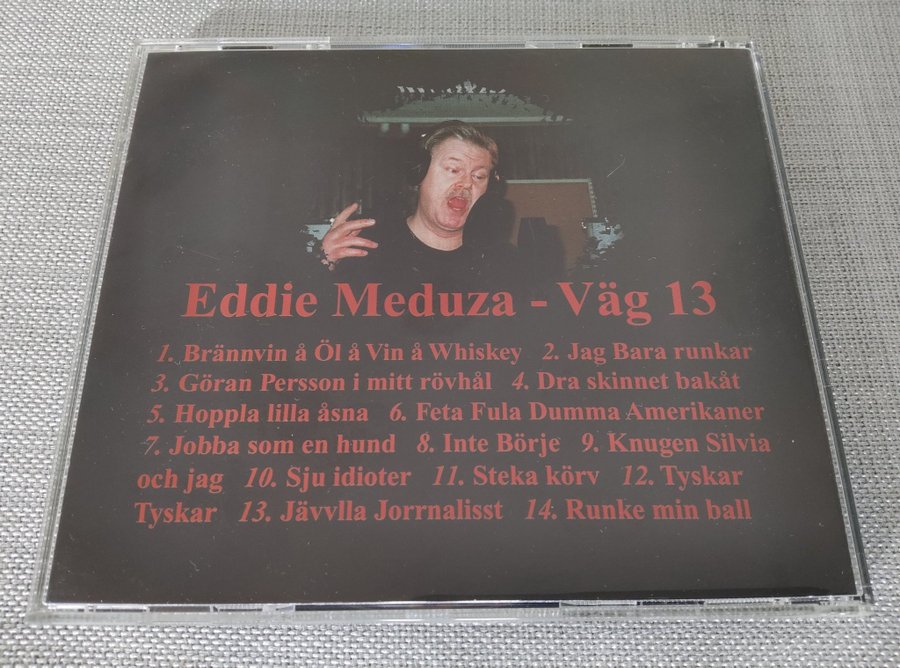 Eddie Meduza - Väg 13
1. Brännvin å Öl å Vin å Whiskey 2. Jag Bara runkar
3. Göran Persson i mitt rövhål 4. Dra skinnet bakåt
5. Hoppla lilla åsna 6. Feta Fula Dumma Amerikaner
7. Jobba som en hund 8. Inte Börje 9. Knugen Silvia
och jag 10. Sju idioter 11. Steka körv 12. Tyskar
Tyskar 13. Jävvlla Jorrnalisst 14. Runke min ball